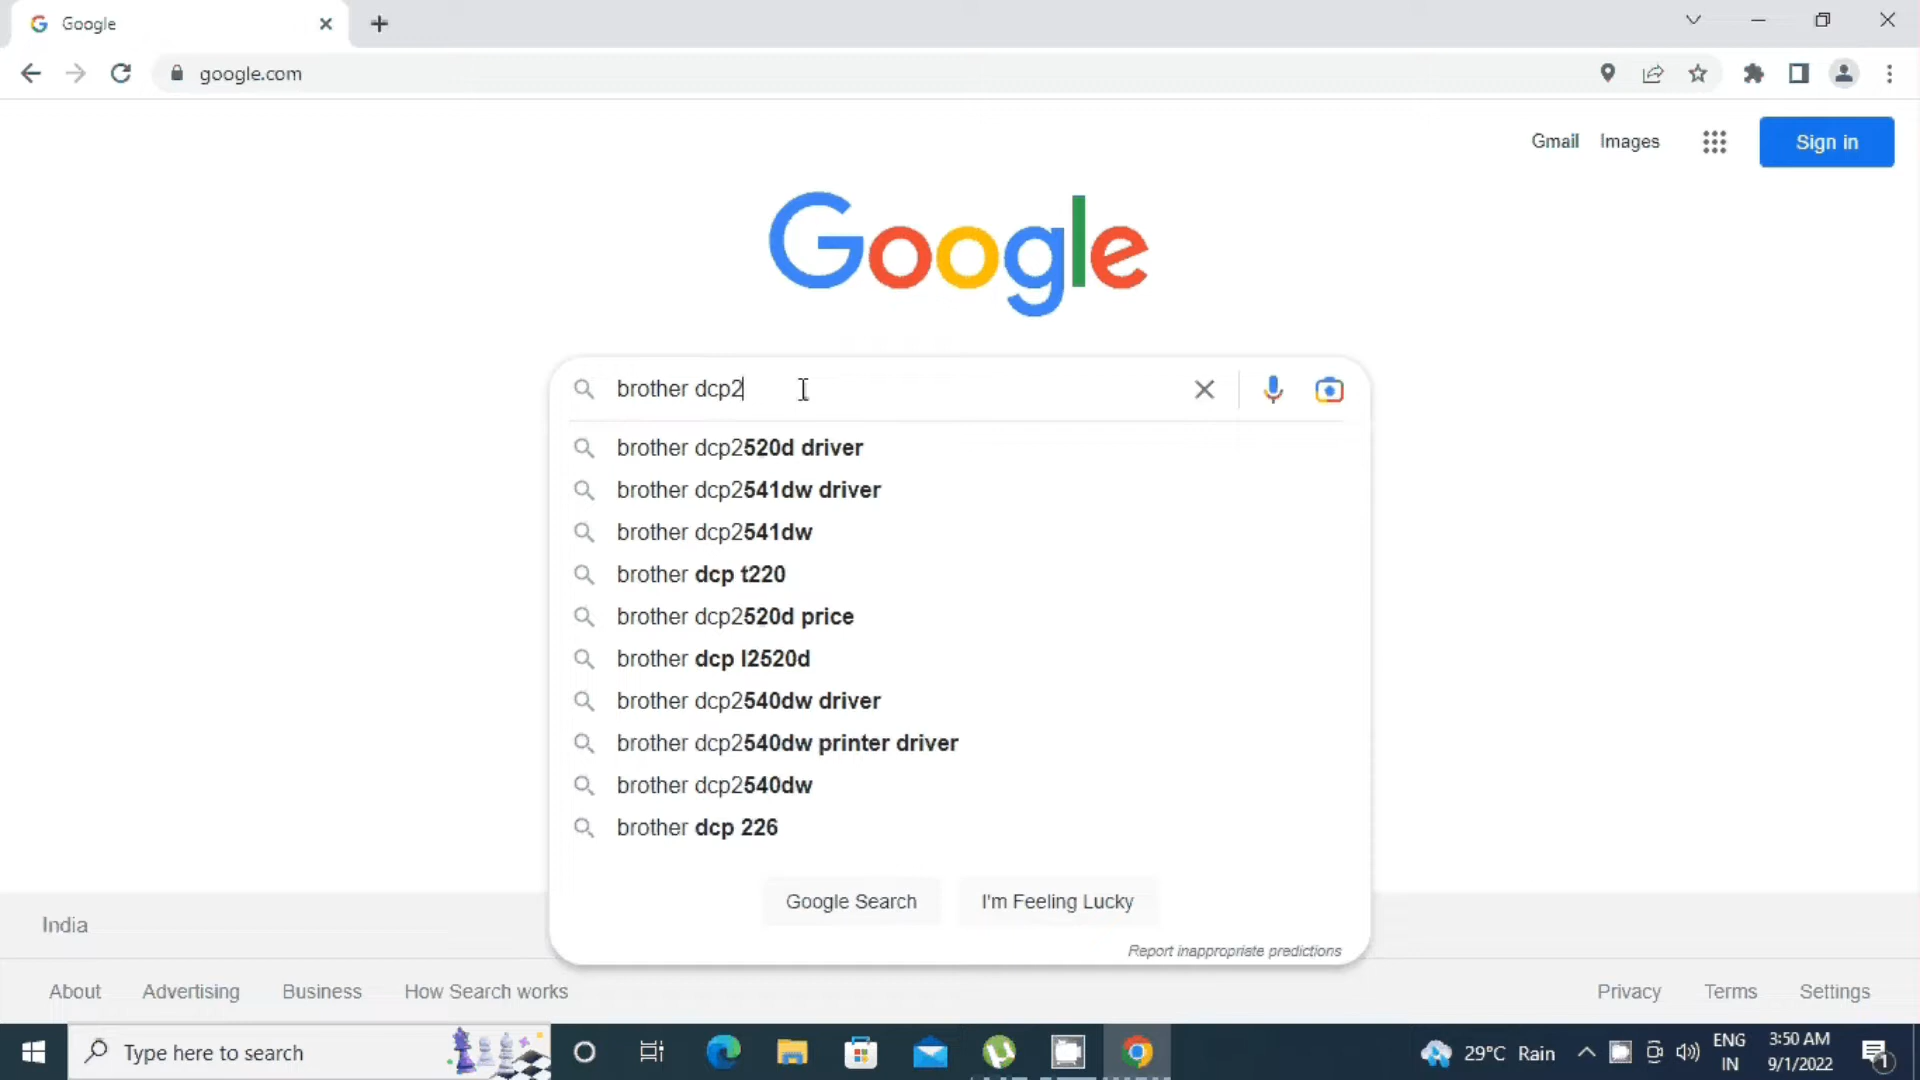 Google
google.com
Gmail Images Sign in
Google
brother dcp2
brother dcp2520d driver
brother dcp2541dw driver
brother dcp2541dw
brother dcp t220
brother dcp2520d price
brother dcp l2520d
brother dcp2540dw driver
brother dcp2540dw printer driver
brother dcp2540dw
brother dcp 226
Google Search I'm Feeling Lucky
Report inappropriate predictions
India
About Advertising Business How Search works Privacy Terms Settings
Type here to search
29°C Rain
ENG
IN
3:50 AM
9/1/2022
1